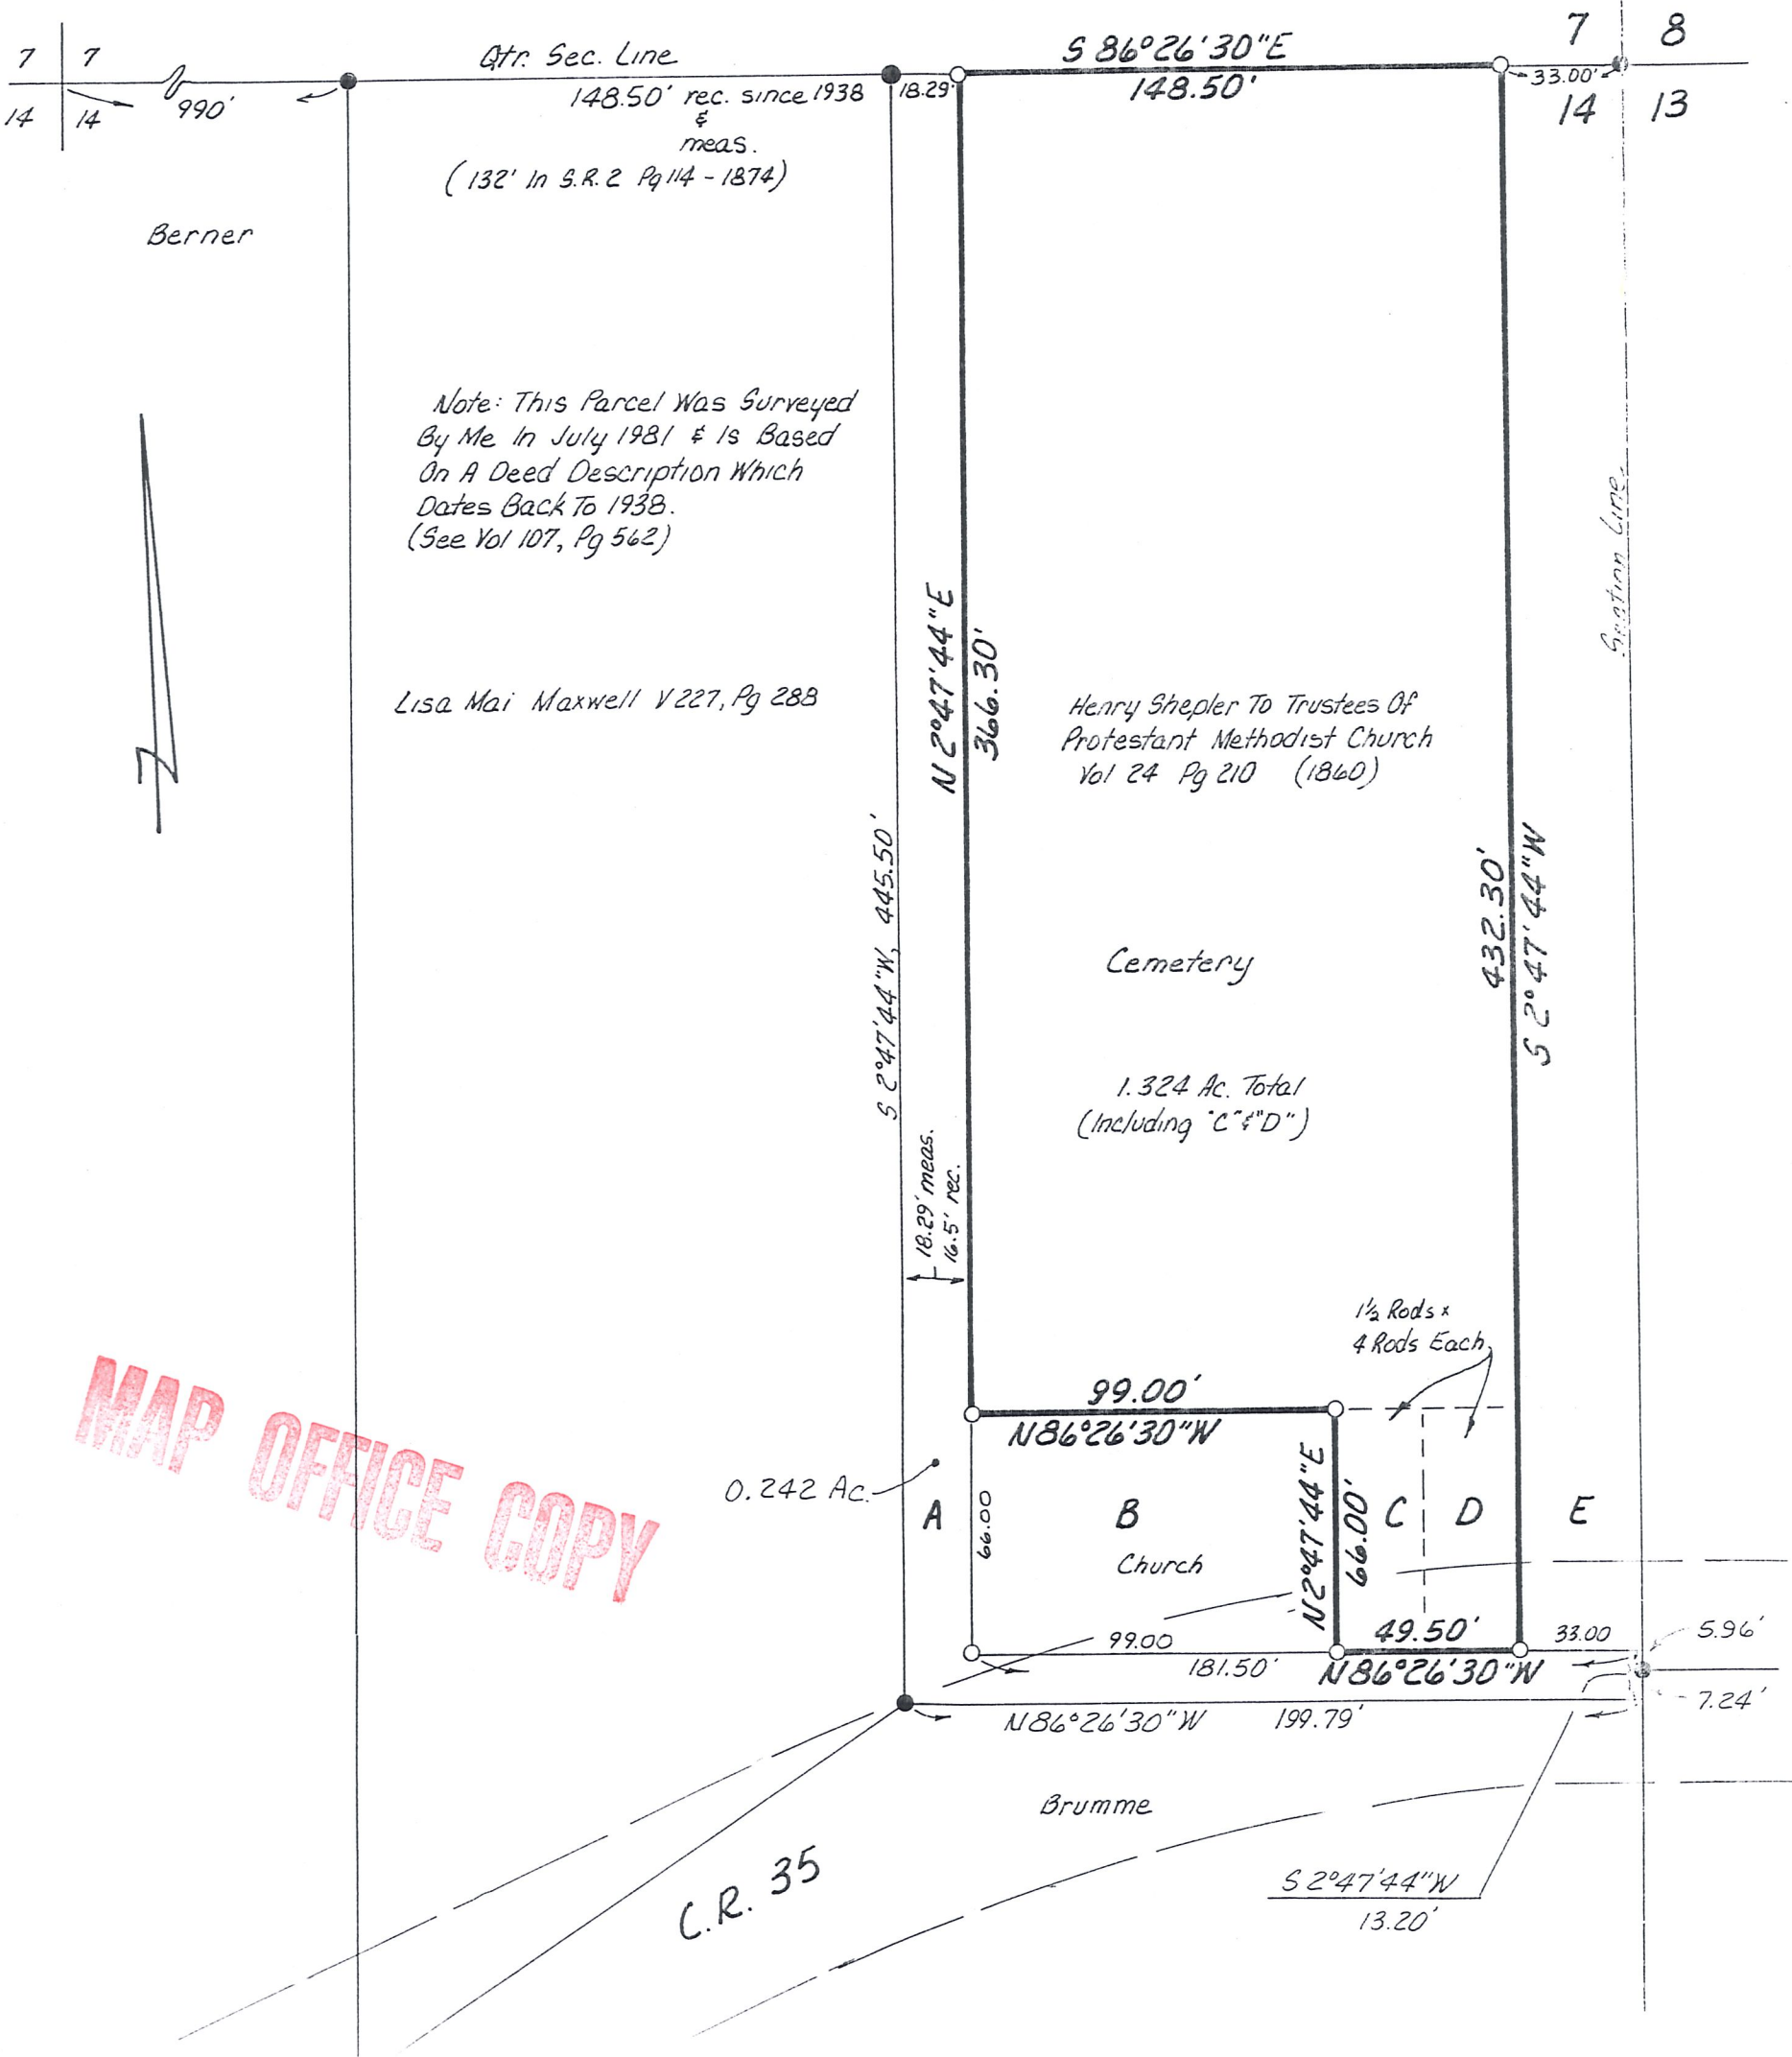 7 7
14 14
990'
Qtr. Sec. Line
148.50' rec. since 1938
&
meas.
(132' In S.R. 2 Pg 114 - 1874)
18.29'
S 86°26'30"E
148.50'
33.00'
7 8
14 13
Berner
Note: This Parcel Was Surveyed
By Me In July 1981 & Is Based
On A Deed Description Which
Dates Back To 1938.
(See Vol 107, Pg 562)
Section Line
N
Lisa Mai Maxwell V 227, Pg 288
N 2°47'44"E
366.30'
Henry Shepler To Trustees Of
Protestant Methodist Church
Vol 24 Pg 210 (1860)
S 2°47'44"W, 445.50'
432.30'
S 2°47'44"W
Cemetery
1.324 Ac. Total
(Including "C" & "D")
18.29' meas.
16.5' rec.
1½ Rods x
4 Rods Each
99.00'
N86°26'30"W
MAP OFFICE COPY
0.242 Ac.
A
66.00
B
Church
N2°47'44"E
66.00'
C
D
E
99.00
181.50'
49.50'
N86°26'30"W
33.00
5.96'
7.24'
N86°26'30"W 199.79'
Brumme
C.R. 35
S 2°47'44"W
13.20'